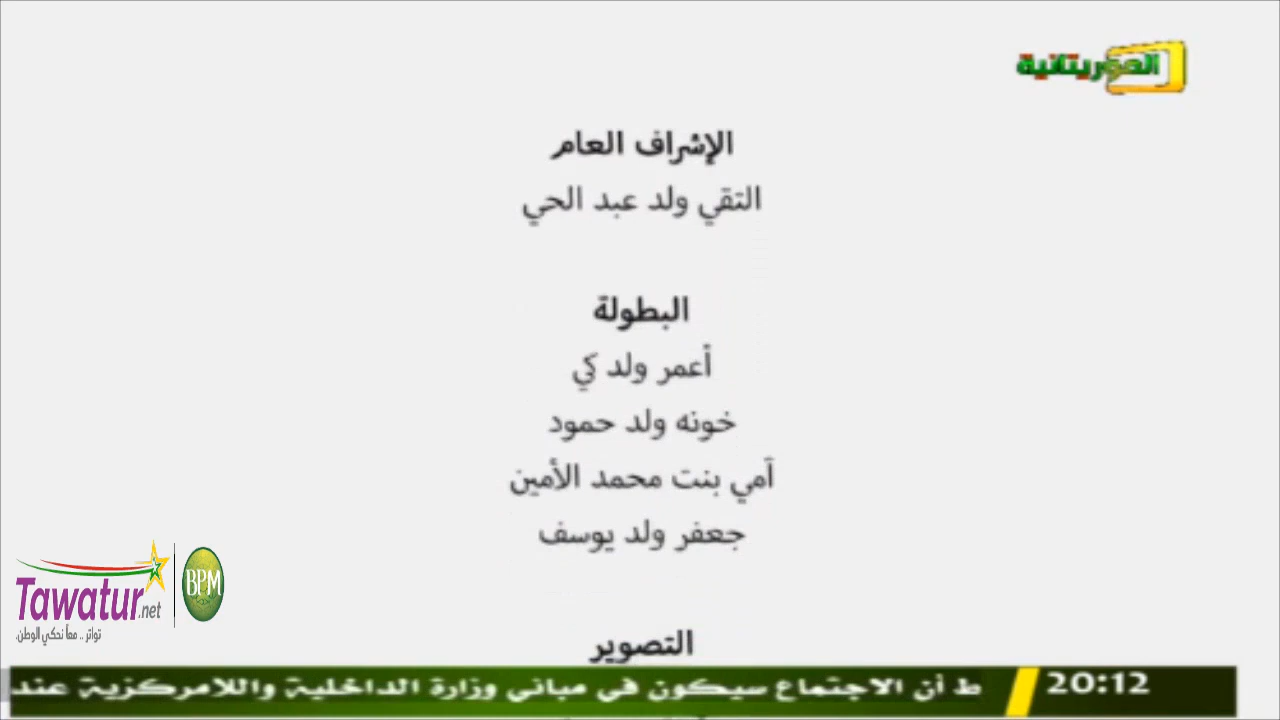 الموريتانية
الإشراف العام
التقي ولد عبد الحي
البطولة
أعمر ولد كي
خونه ولد حمود
آمي بنت محمد الأمين
جعفر ولد يوسف
BPM
Tawatur.net
تواتر .. معاً نحكي الوطن.
التصوير
ط أن الاجتماع سيكون في مباني وزارة الداخلية واللامركزية عند
20:12